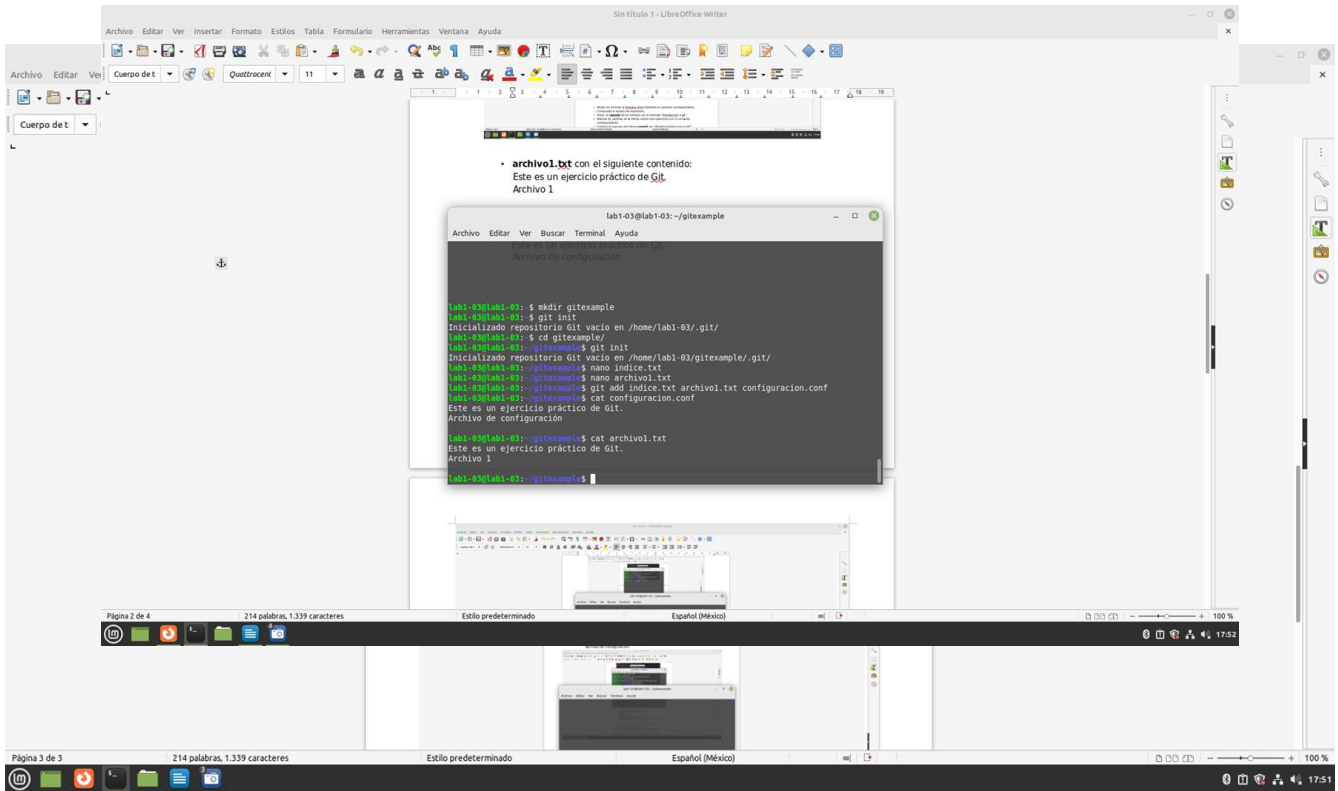 Sin título 1 - LibreOffice Writer
Archivo Editar Ver Insertar Formato Estilos Tabla Formulario Herramientas Ventana Ayuda
Cuerpo de t
Quattrocent
11
Archivo Editar Ve
Cuerpo de t
archivo1.txt con el siguiente contenido:
Este es un ejercicio práctico de Git.
Archivo 1
lab1-03@lab1-03: ~/gitexample
Archivo Editar Ver Buscar Terminal Ayuda
Este es un ejercicio práctico de Git.
Archivo de configuración
lab1-03@lab1-03:~$ mkdir gitexample
lab1-03@lab1-03:~$ git init
Inicializado repositorio Git vacío en /home/lab1-03/.git/
lab1-03@lab1-03:~$ cd gitexample/
lab1-03@lab1-03:~/gitexample$ git init
Inicializado repositorio Git vacío en /home/lab1-03/gitexample/.git/
lab1-03@lab1-03:~/gitexample$ nano indice.txt
lab1-03@lab1-03:~/gitexample$ nano archivo1.txt
lab1-03@lab1-03:~/gitexample$ git add indice.txt archivo1.txt configuracion.conf
lab1-03@lab1-03:~/gitexample$ cat configuracion.conf
Este es un ejercicio práctico de Git.
Archivo de configuración
lab1-03@lab1-03:~/gitexample$ cat archivo1.txt
Este es un ejercicio práctico de Git.
Archivo 1
lab1-03@lab1-03:~/gitexample$
Página 2 de 4
214 palabras, 1.339 caracteres
Estilo predeterminado
Español (México)
100 %
17:52
Página 3 de 3
214 palabras, 1.339 caracteres
Estilo predeterminado
Español (México)
100 %
17:51